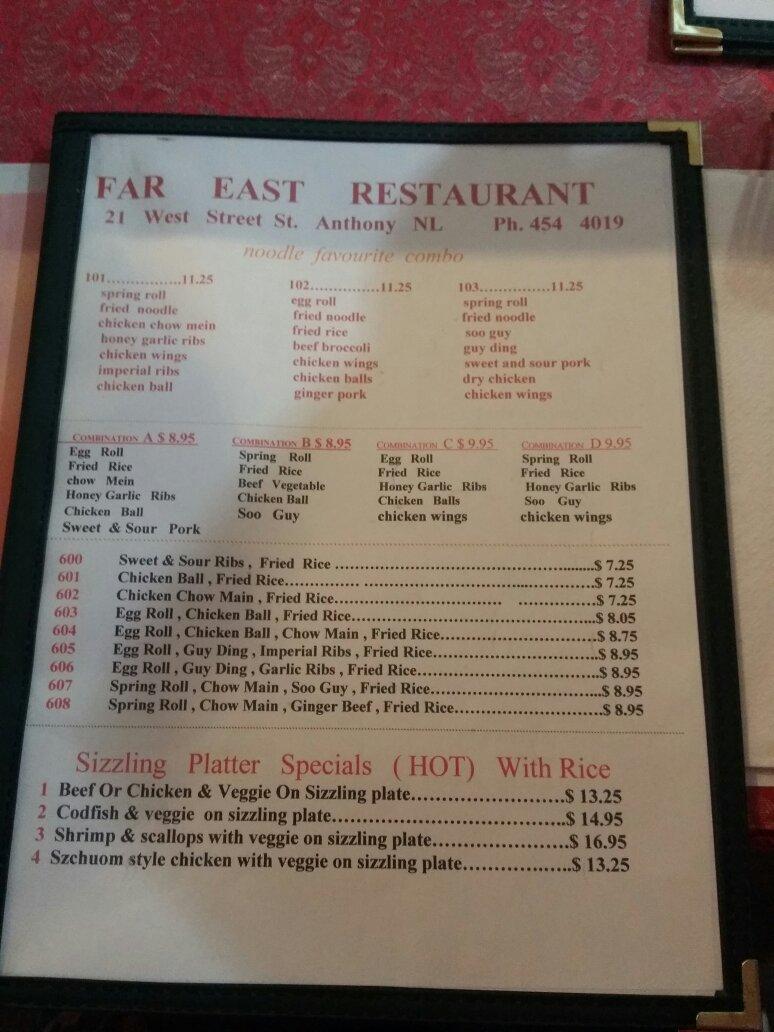 FAR EAST RESTAURANT
21 West Street St. Anthony NL Ph. 454 4019
noodle favourite combo
101................11.25
spring roll
fried noodle
chicken chow mein
honey garlic ribs
chicken wings
imperial ribs
chicken ball
102...............11.25
egg roll
fried noodle
fried rice
beef broccoli
chicken wings
chicken balls
ginger pork
103...............11.25
spring roll
fried noodle
soo guy
guy ding
sweet and sour pork
dry chicken
chicken wings
COMBINATION A $ 8.95
Egg Roll
Fried Rice
chow Mein
Honey Garlic Ribs
Chicken Ball
Sweet & Sour Pork
COMBINATION B $ 8,95
Spring Roll
Fried Rice
Beef Vegetable
Chicken Ball
Soo Guy
COMBINATION C $ 9.95
Egg Roll
Fried Rice
Honey Garlic Ribs
Chicken Balls
chicken wings
COMBINATION D 9.95
Spring Roll
Fried Rice
Honey Garlic Ribs
Soo Guy
chicken wings
600 Sweet & Sour Ribs , Fried Rice .................................................$ 7.25
601 Chicken Ball , Fried Rice.............. ...........................................$ 7.25
602 Chicken Chow Main , Fried Rice............................... ...............$ 7.25
603 Egg Roll , Chicken Ball , Fried Rice.............................................$ 8.05
604 Egg Roll , Chicken Ball , Chow Main , Fried Rice.............................$ 8.75
605 Egg Roll , Guy Ding , Imperial Ribs , Fried Rice...............................$ 8.95
606 Egg Roll , Guy Ding , Garlic Ribs , Fried Rice..................................$ 8.95
607 Spring Roll , Chow Main , Soo Guy , Fried Rice...............................$ 8.95
608 Spring Roll , Chow Main , Ginger Beef , Fried Rice...........................$ 8.95
Sizzling Platter Specials ( HOT) With Rice
1 Beef Or Chicken & Veggie On Sizzling plate.........................$ 13.25
2 Codfish & veggie on sizzling plate......................................$ 14.95
3 Shrimp & scallops with veggie on sizzling plate......................$ 16.95
4 Szchuom style chicken with veggie on sizzling plate.................$ 13.25